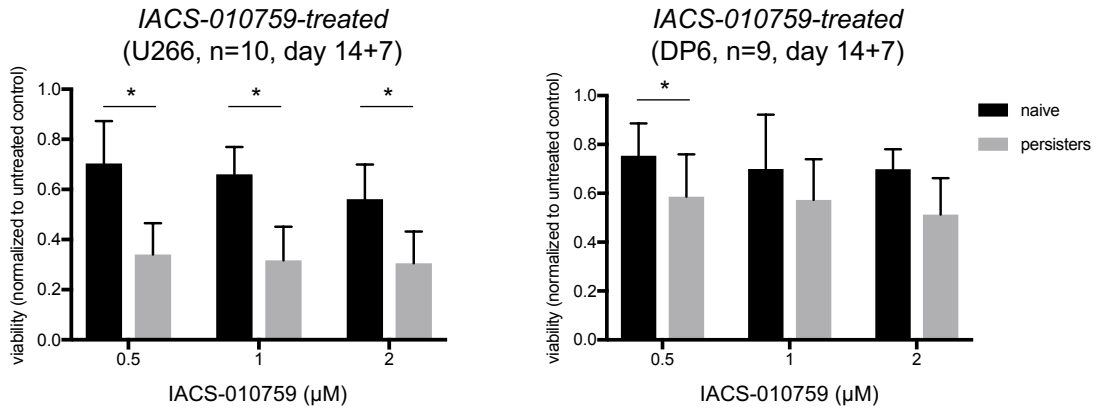 IACS-010759-treated
(U266, n=10, day 14+7)
viability (normalized to untreated control)
1.0
0.8
0.6
0.4
0.2
0.0
*
*
*
0.5
1
2
IACS-010759 (μM)
IACS-010759-treated
(DP6, n=9, day 14+7)
viability (normalized to untreated control)
1.0
0.8
0.6
0.4
0.2
0.0
*
0.5
1
2
IACS-010759 (μM)
naive
persisters